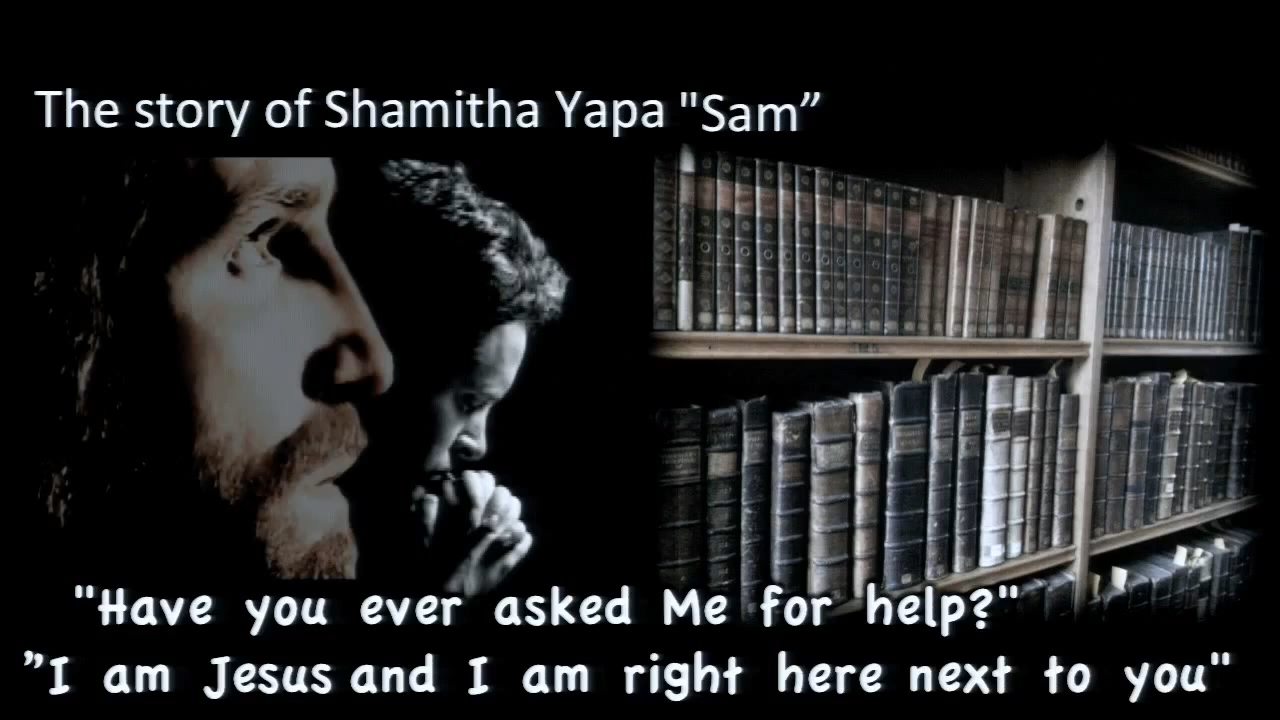 The story of Shamitha Yapa "Sam”
"Have you ever asked Me for help?"
”I am Jesus and I am right here next to you"